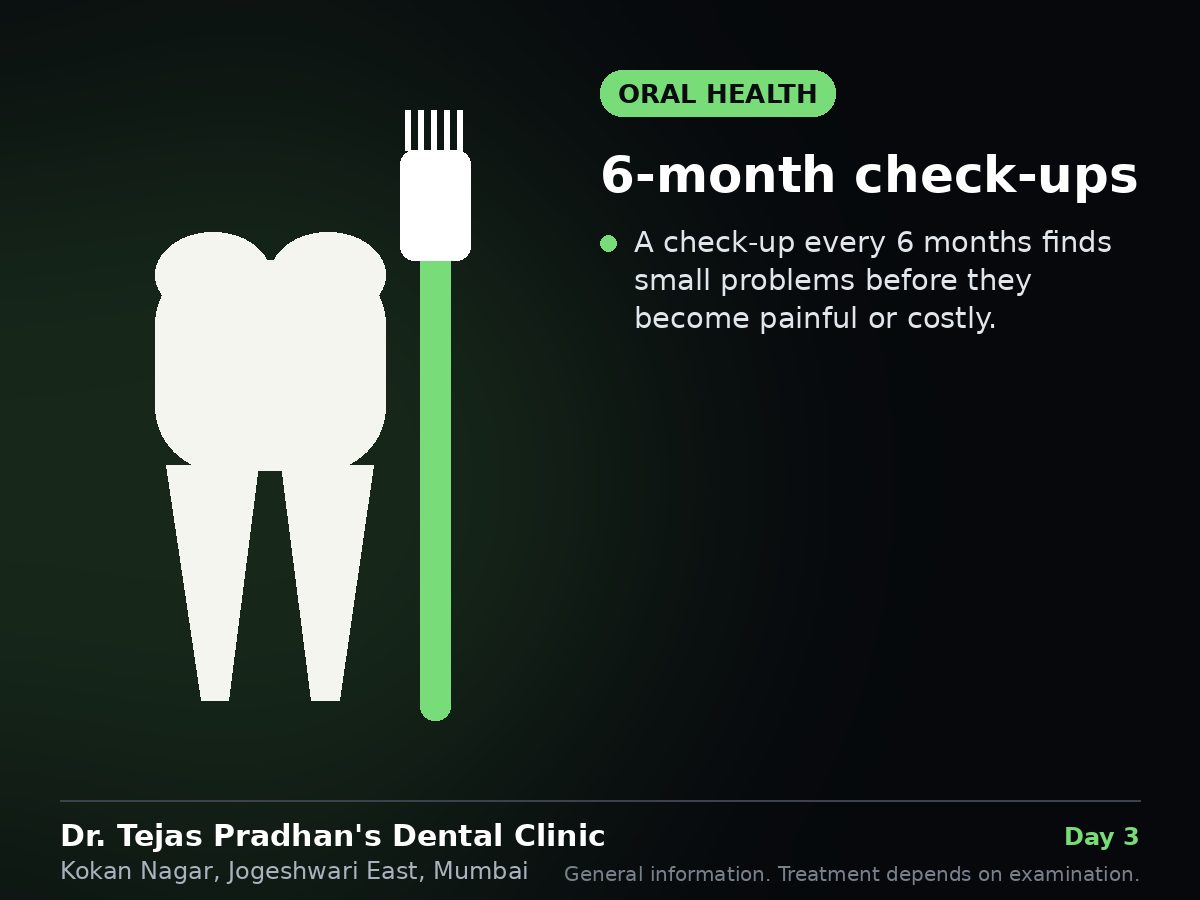 ORAL HEALTH
6-month check-ups
A check-up every 6 months finds
small problems before they
become painful or costly.
Dr. Tejas Pradhan's Dental Clinic
Day 3
Kokan Nagar, Jogeshwari East, Mumbai
General information. Treatment depends on examination.